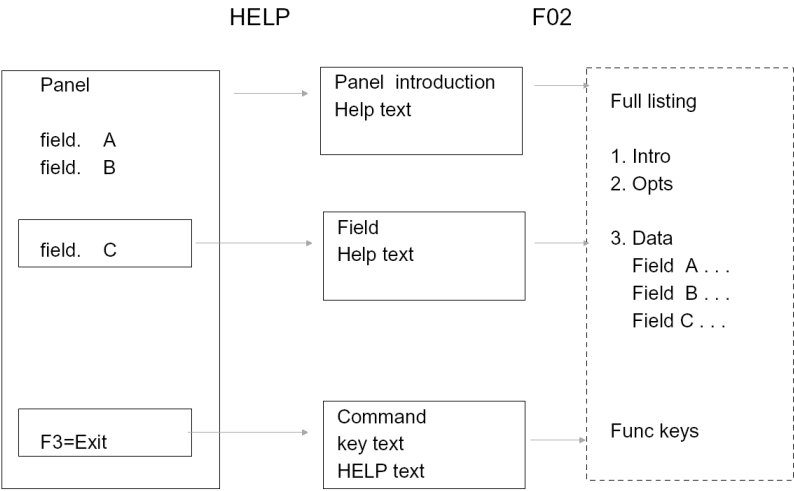 HELP
F02
Panel
field. A
field. B
field. C
F3=Exit
Panel introduction
Help text
Field
Help text
Command
key text
HELP text
Full listing
1. Intro
2. Opts
3. Data
Field A . . .
Field B . . .
Field C . . .
Func keys